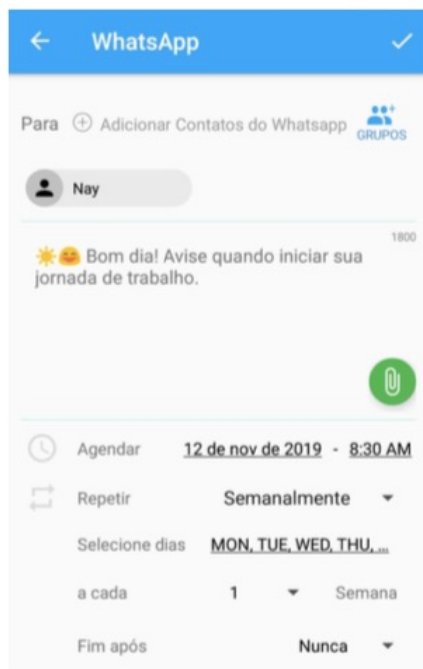 WhatsApp
Para Adicionar Contatos do Whatsapp
GRUPOS
Nay
1800
☀️🤗 Bom dia! Avise quando iniciar sua
jornada de trabalho.
Agendar 12 de nov de 2019 - 8:30 AM
Repetir Semanalmente
Selecione dias MON, TUE, WED, THU, ...
a cada 1 Semana
Fim após Nunca